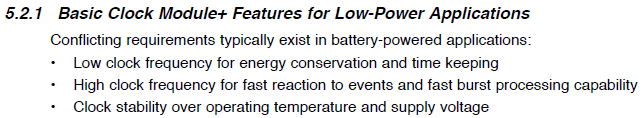 5.2.1 Basic Clock Module+ Features for Low-Power Applications
Conflicting requirements typically exist in battery-powered applications:
• Low clock frequency for energy conservation and time keeping
• High clock frequency for fast reaction to events and fast burst processing capability
• Clock stability over operating temperature and supply voltage